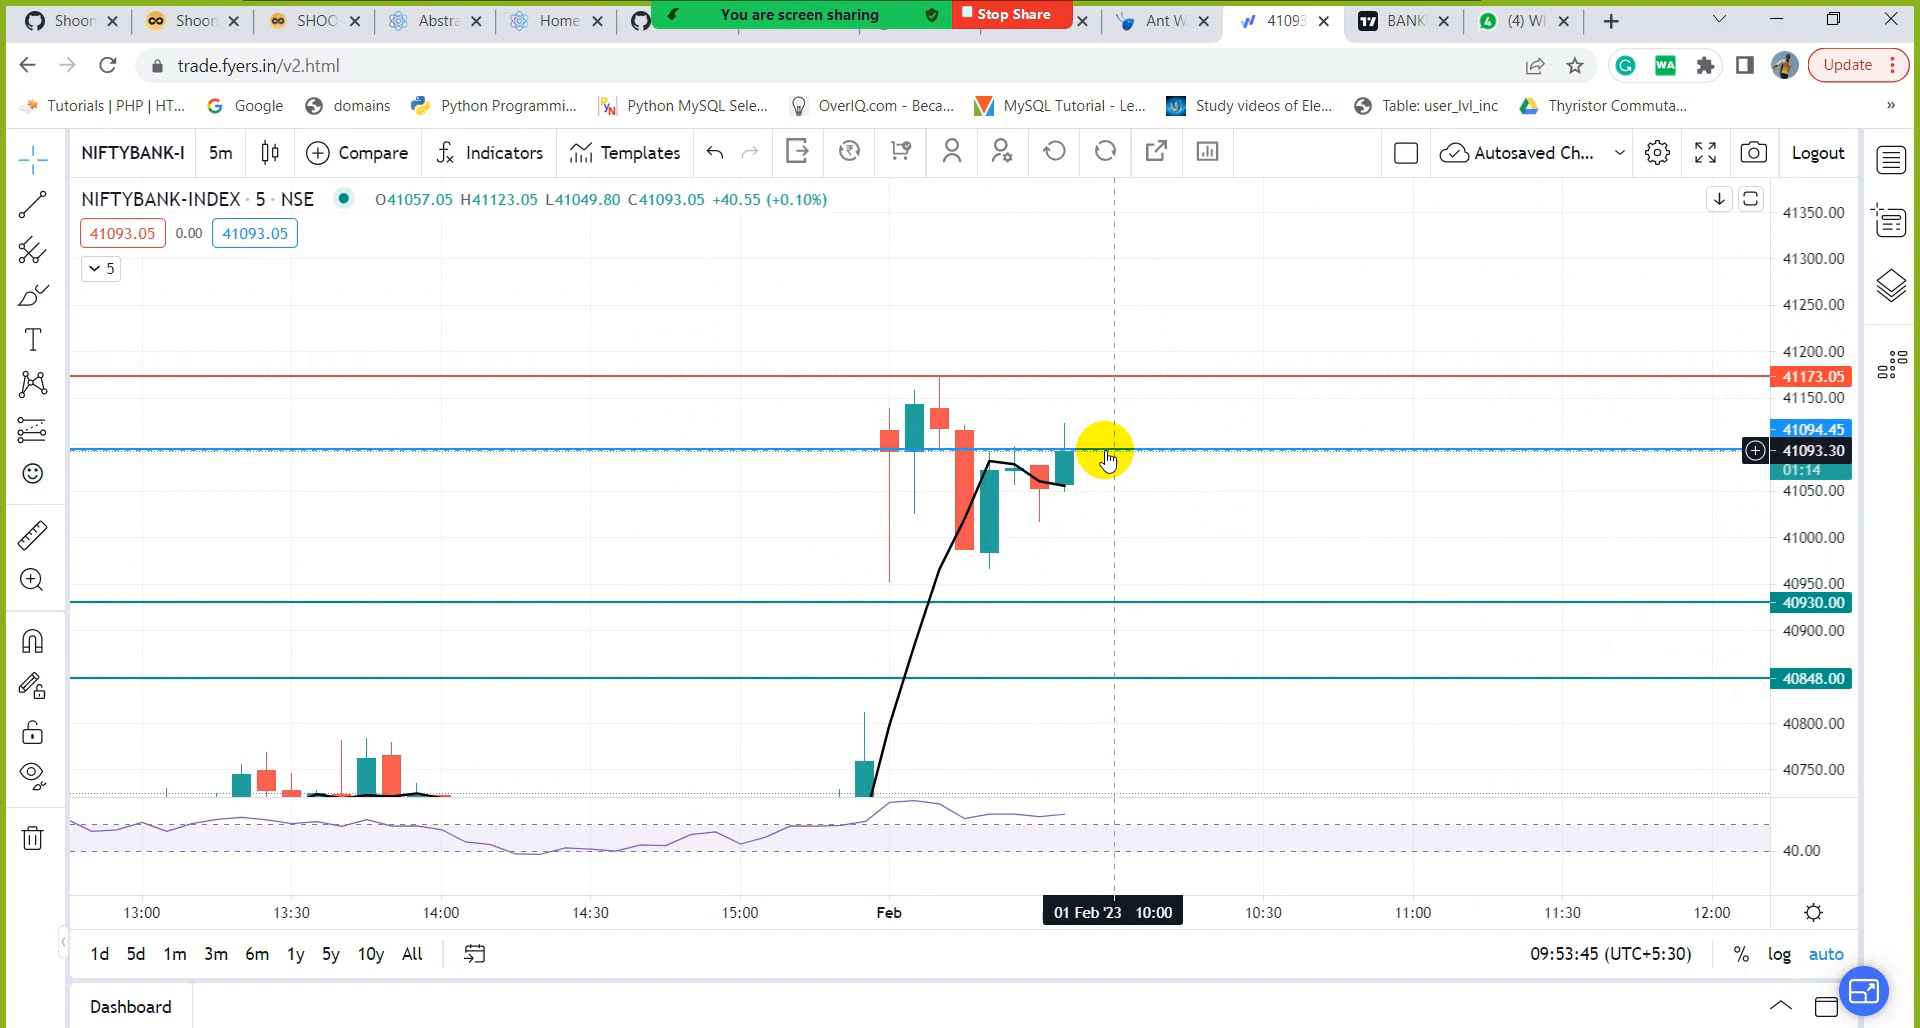 Shoon
Shoon
SHOO
Abstra
Home
You are screen sharing
Stop Share
Ant W
41093
BANK
(4) Wh
trade.fyers.in/v2.html
WA
Update
Tutorials | PHP | HT...
Google
domains
Python Programmi...
Python MySQL Sele...
OverIQ.com - Beca...
MySQL Tutorial - Le...
Study videos of Ele...
Table: user_lvl_inc
Thyristor Commuta...
»
NIFTYBANK-I
5m
Compare
Indicators
Templates
Autosaved Ch...
Logout
NIFTYBANK-INDEX · 5 · NSE
O41057.05 H41123.05 L41049.80 C41093.05 +40.55 (+0.10%)
41093.05
0.00
41093.05
5
41350.00
41300.00
41250.00
41200.00
41173.05
41150.00
41094.45
41093.30
01:14
41050.00
41000.00
40950.00
40930.00
40900.00
40848.00
40800.00
40750.00
40.00
13:00
13:30
14:00
14:30
15:00
Feb
01 Feb '23 10:00
10:30
11:00
11:30
12:00
1d
5d
1m
3m
6m
1y
5y
10y
All
09:53:45 (UTC+5:30)
%
log
auto
Dashboard